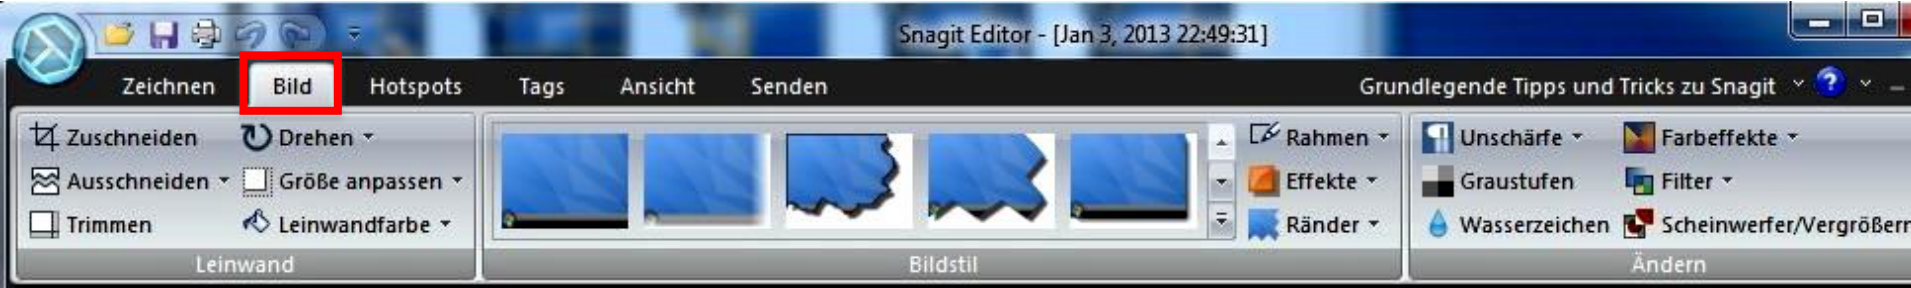 Snagit Editor - [Jan 3, 2013 22:49:31]
Zeichnen Bild Hotspots Tags Ansicht Senden Grundlegende Tipps und Tricks zu Snagit
Zuschneiden Drehen Rahmen Unschärfe Farbeffekte
Ausschneiden Größe anpassen Effekte Graustufen Filter
Trimmen Leinwandfarbe Ränder Wasserzeichen Scheinwerfer/Vergrößern
Leinwand Bildstil Ändern